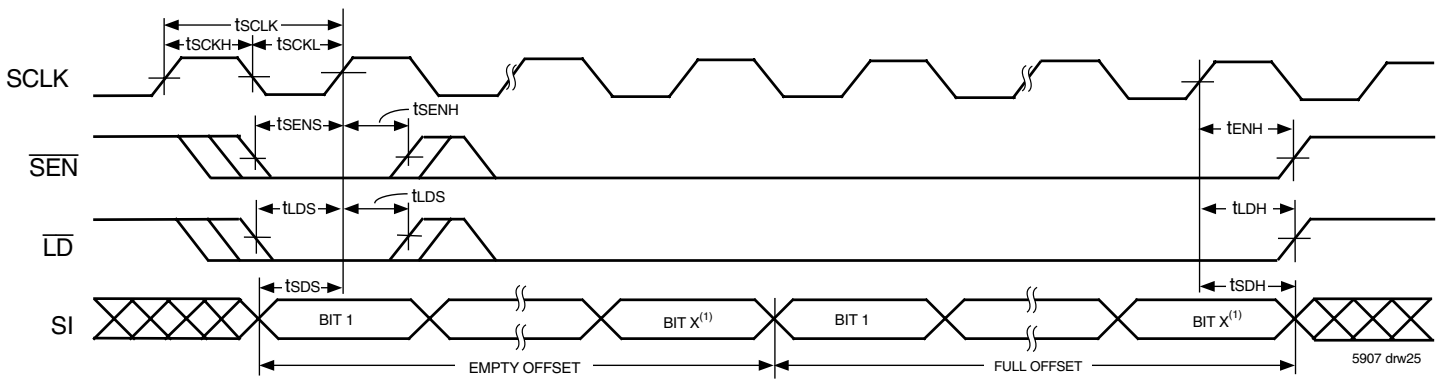 tSCLK
tSCKH tSCKL
SCLK
tSENS tSENH tENH
SEN
tLDS tLDS tLDH
LD
tSDS tSDH
SI BIT 1 BIT X(1) BIT 1 BIT X(1)
EMPTY OFFSET FULL OFFSET
5907 drw25